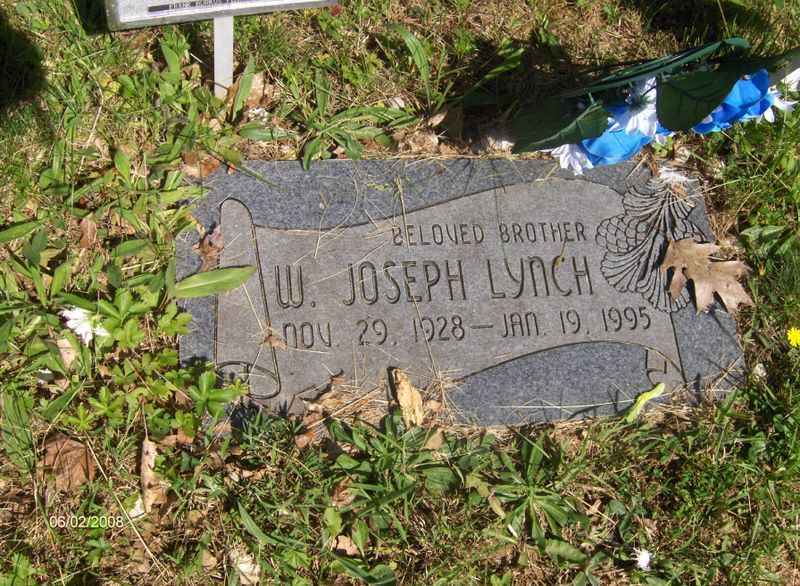 BELOVED BROTHER
W. JOSEPH LYNCH
NOV. 29, 1928 — JAN. 19, 1995
06/02/2008